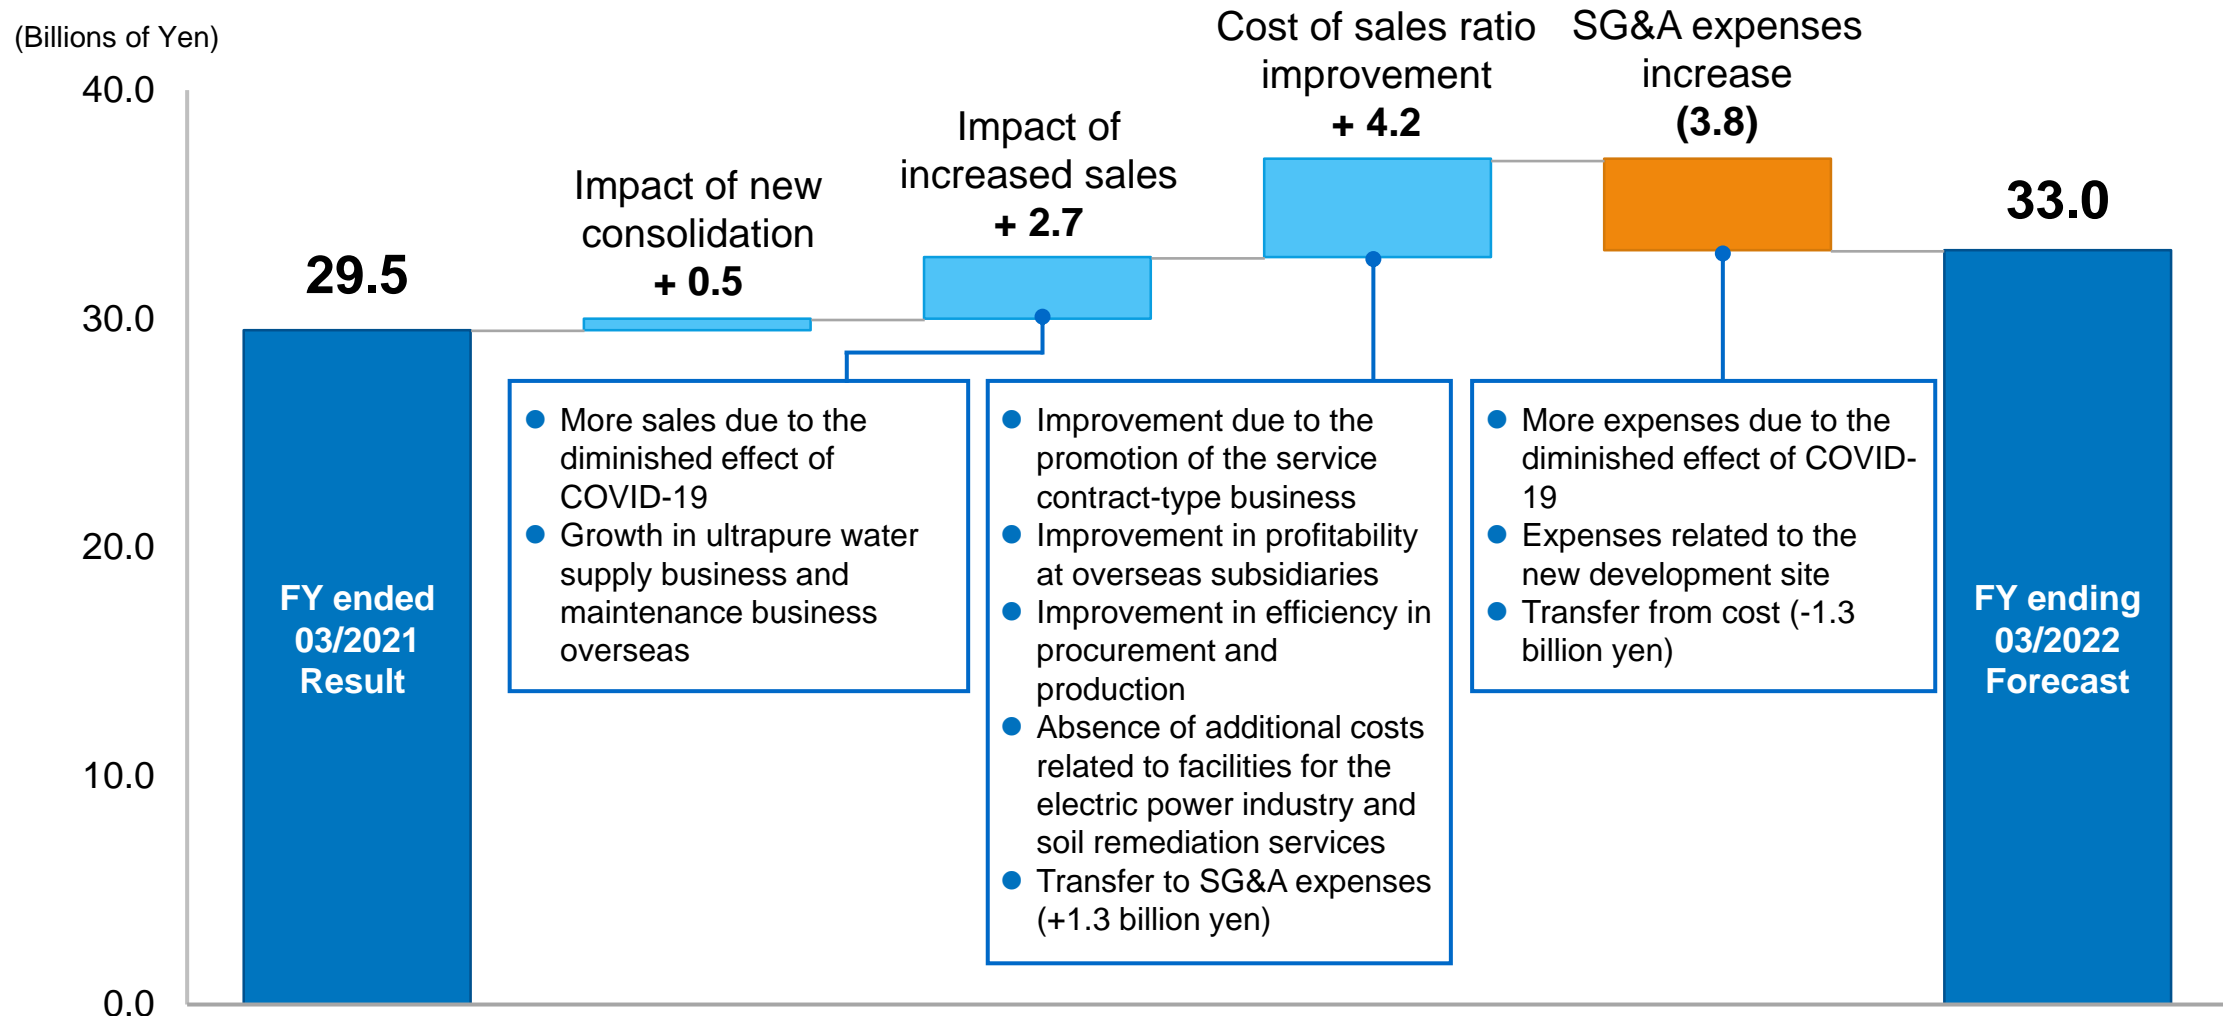 (Billions of Yen)
40.0
30.0
20.0
10.0
0.0
29.5
FY ended
03/2021
Result
Impact of new
consolidation
+ 0.5
Impact of
increased sales
+ 2.7
Cost of sales ratio
improvement
+ 4.2
SG&A expenses
increase
(3.8)
33.0
FY ending
03/2022
Forecast
● More sales due to the
diminished effect of
COVID-19
● Growth in ultrapure water
supply business and
maintenance business
overseas
● Improvement due to the
promotion of the service
contract-type business
● Improvement in profitability
at overseas subsidiaries
● Improvement in efficiency in
procurement and
production
● Absence of additional costs
related to facilities for the
electric power industry and
soil remediation services
● Transfer to SG&A expenses
(+1.3 billion yen)
● More expenses due to the
diminished effect of COVID-
19
● Expenses related to the
new development site
● Transfer from cost (-1.3
billion yen)